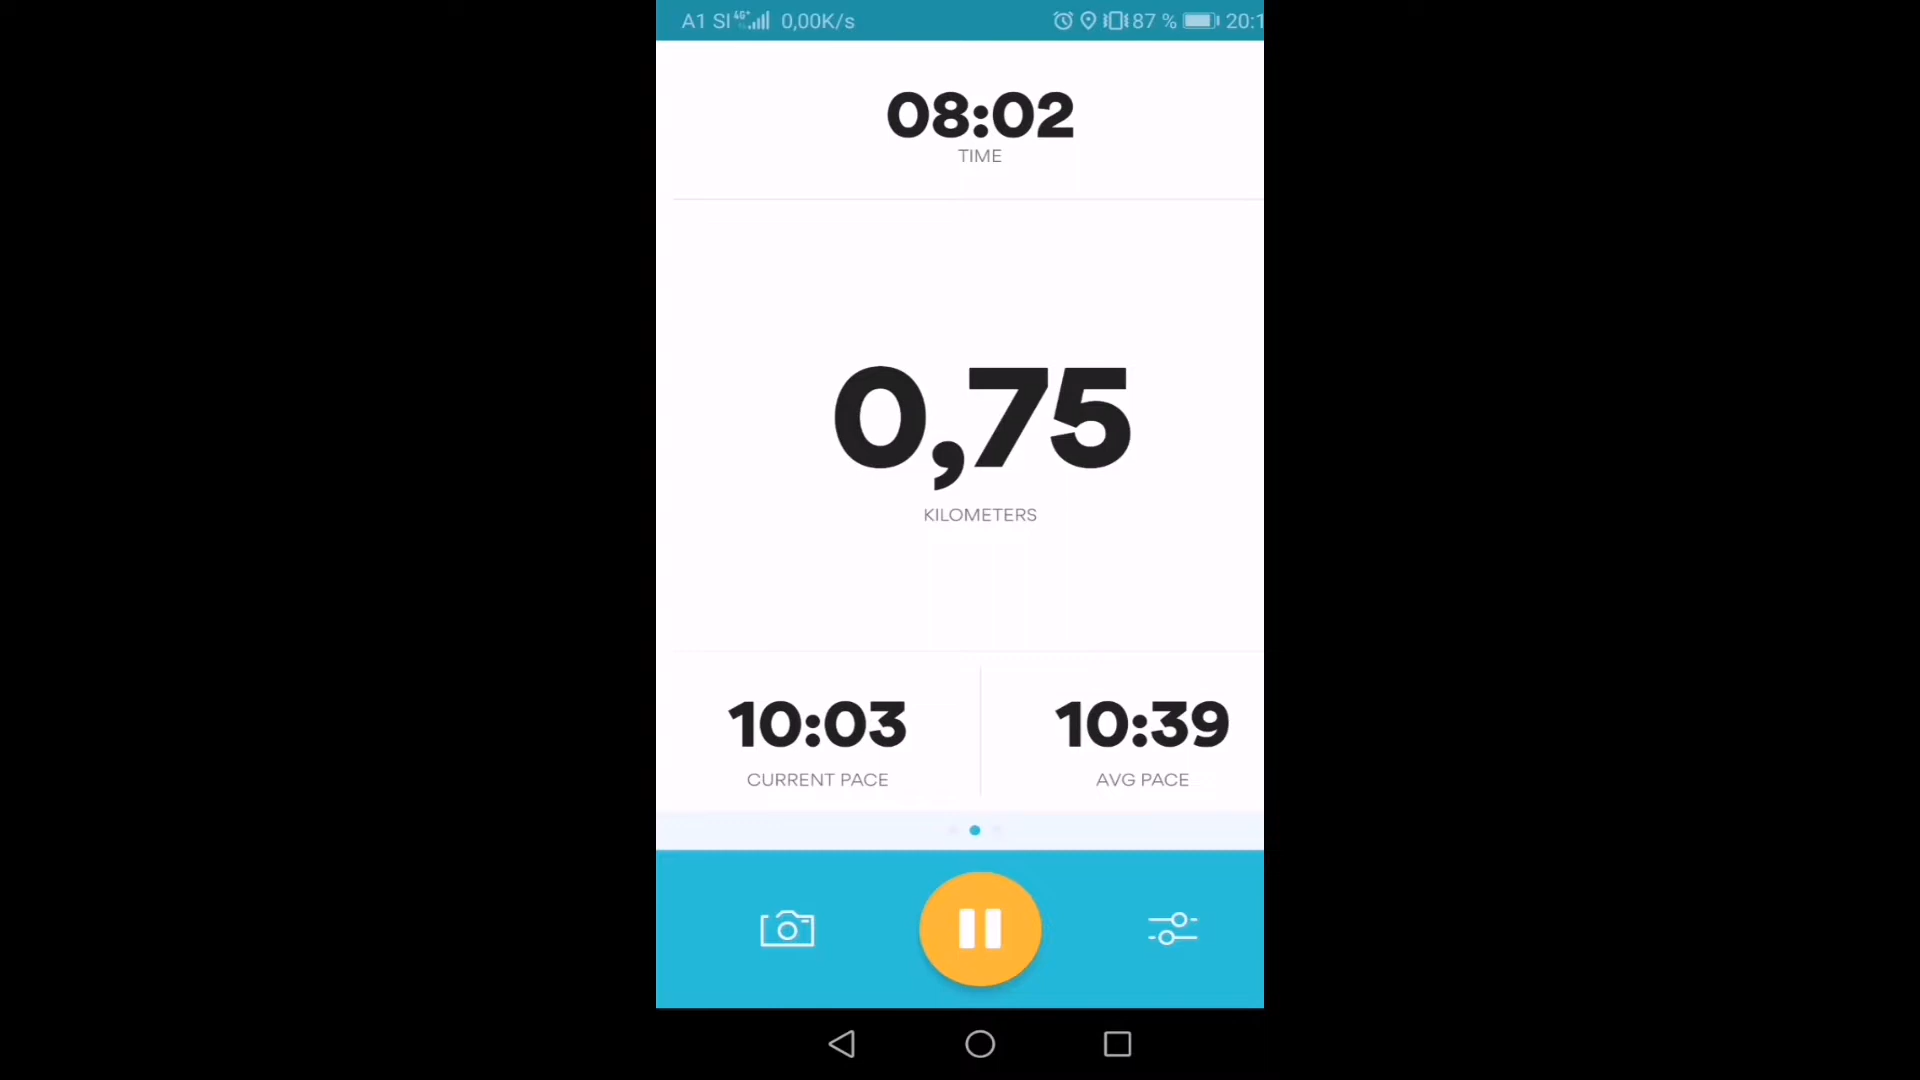 A1 SI 4G+ 0,00K/s 87 %
08:02
TIME
0,75
KILOMETERS
10:03 10:39
CURRENT PACE AVG PACE